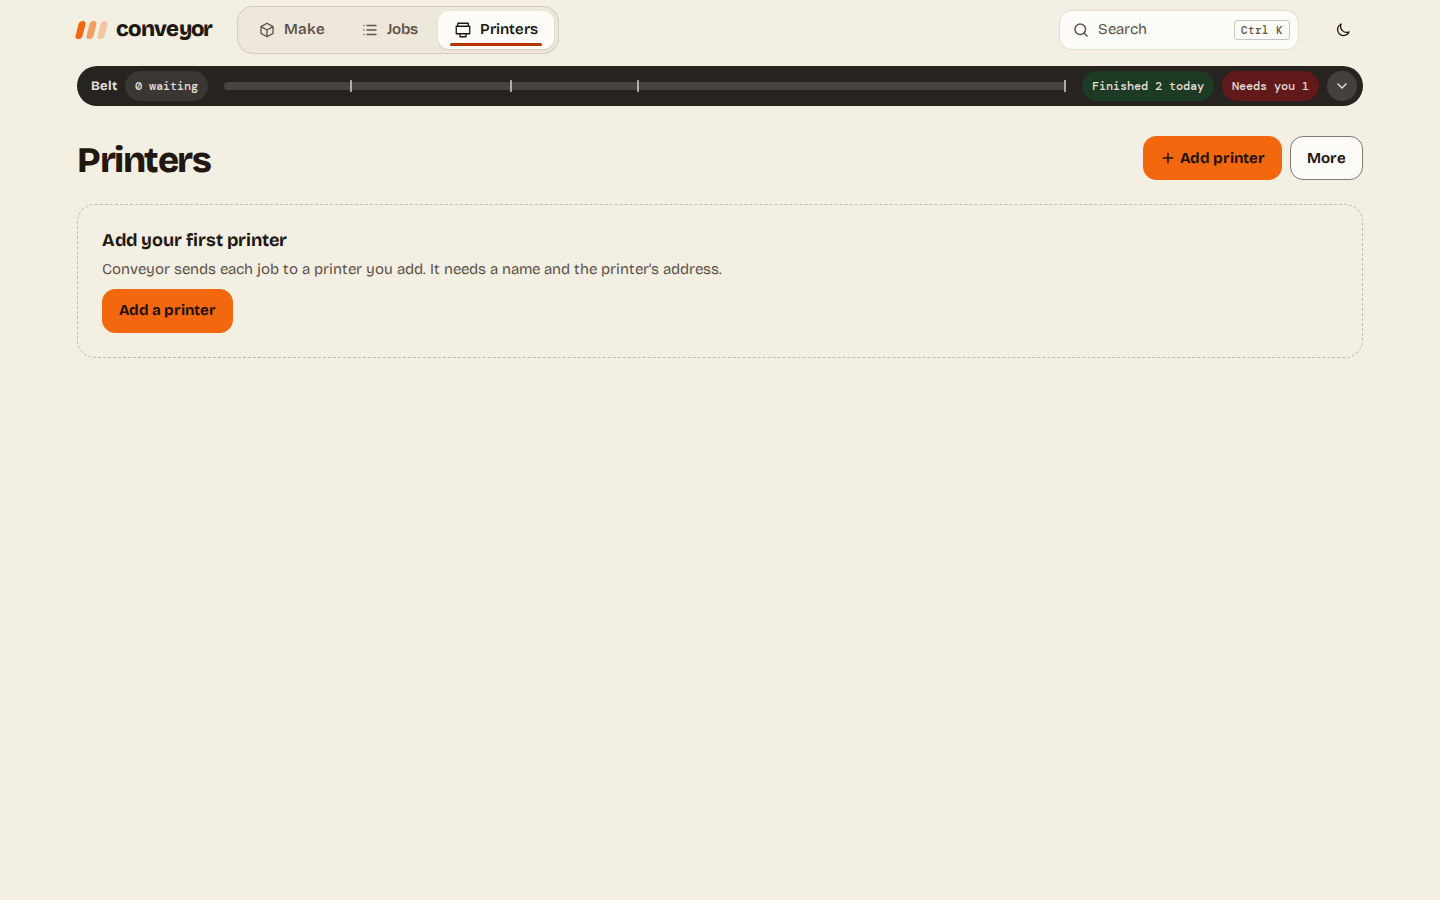 conveyor
Make
Jobs
Printers
Search
Ctrl K
Belt
0 waiting
Finished 2 today
Needs you 1
Printers
Add printer
More
Add your first printer
Conveyor sends each job to a printer you add. It needs a name and the printer's address.
Add a printer